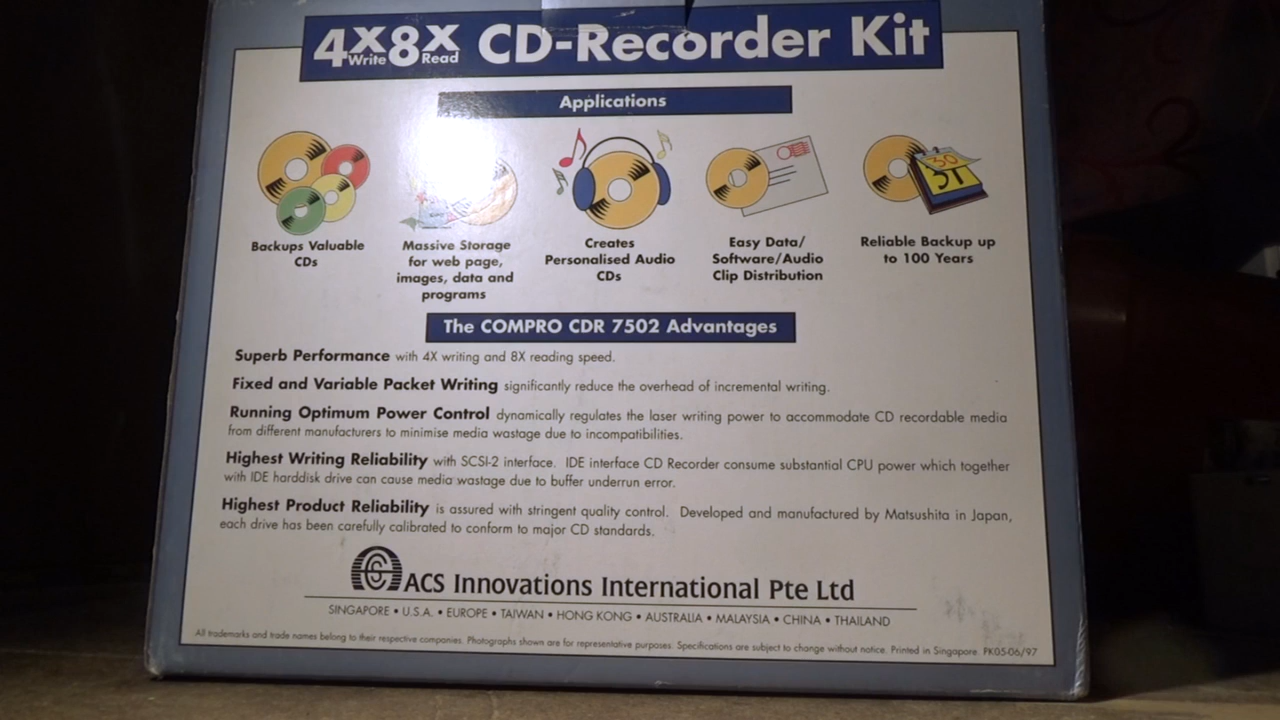 4X Write 8X Read CD-Recorder Kit
Applications
Backups Valuable
CDs
Massive Storage
for web page,
images, data and
programs
Creates
Personalised Audio
CDs
Easy Data/
Software/Audio
Clip Distribution
30
31
Reliable Backup up
to 100 Years
The COMPRO CDR 7502 Advantages
Superb Performance with 4X writing and 8X reading speed.
Fixed and Variable Packet Writing significantly reduce the overhead of incremental writing.
Running Optimum Power Control dynamically regulates the laser writing power to accommodate CD recordable media
from different manufacturers to minimise media wastage due to incompatibilities.
Highest Writing Reliability with SCSI-2 interface. IDE interface CD Recorder consume substantial CPU power which together
with IDE harddisk drive can cause media wastage due to buffer underrun error.
Highest Product Reliability is assured with stringent quality control. Developed and manufactured by Matsushita in Japan,
each drive has been carefully calibrated to conform to major CD standards.
ACS Innovations International Pte Ltd
SINGAPORE • U.S.A. • EUROPE • TAIWAN • HONG KONG • AUSTRALIA • MALAYSIA • CHINA • THAILAND
All trademarks and trade names belong to their respective companies. Photographs shown are for representative purposes. Specifications are subject to change without notice. Printed in Singapore. PK05-06/97